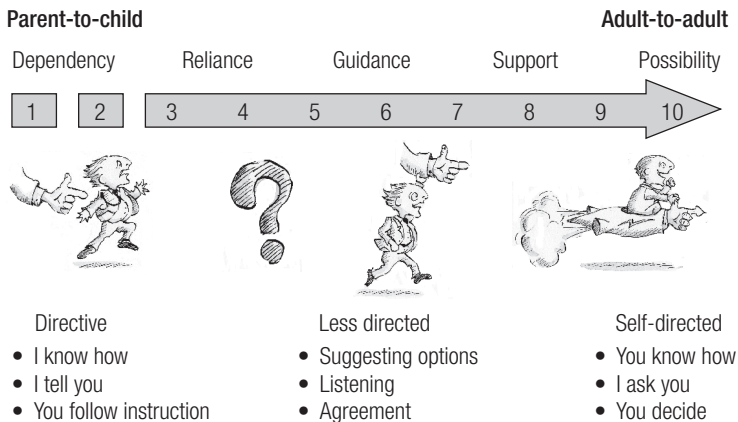 Parent-to-child Adult-to-adult
Dependency Reliance Guidance Support Possibility
1 2 3 4 5 6 7 8 9 10
?
Directive Less directed Self-directed
• I know how • Suggesting options • You know how
• I tell you • Listening • I ask you
• You follow instruction • Agreement • You decide